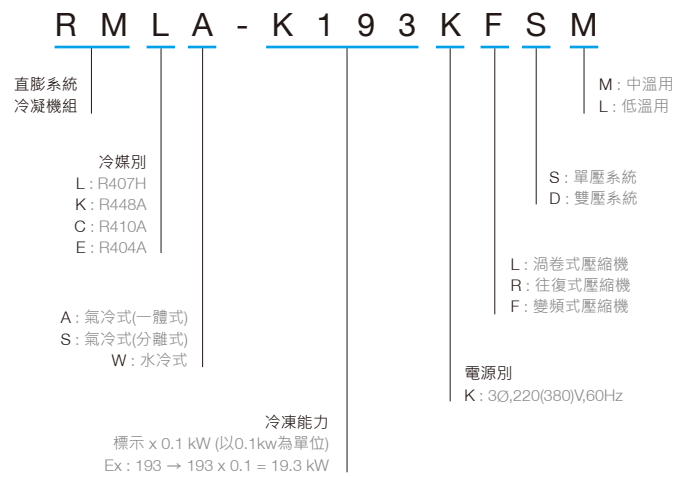 RMLA-K193KFSM
直膨系統
冷凝機組
M : 中溫用
L : 低溫用
冷媒別
L : R407H
K : R448A
C : R410A
E : R404A
S : 單壓系統
D : 雙壓系統
L : 渦卷式壓縮機
R : 往復式壓縮機
F : 變頻式壓縮機
A : 氣冷式(一體式)
S : 氣冷式(分離式)
W : 水冷式
電源別
K : 3Ø,220(380)V,60Hz
冷凍能力
標示 x 0.1 kW (以0.1kw為單位)
Ex : 193 → 193 x 0.1 = 19.3 kW